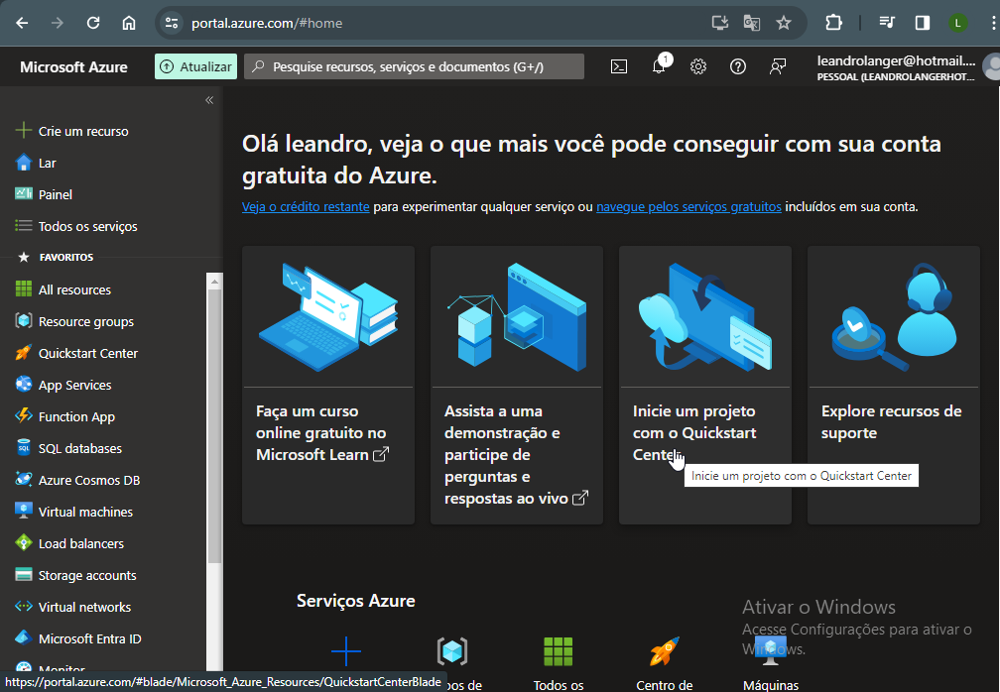 portal.azure.com/#home
L
Microsoft Azure
Atualizar
Pesquise recursos, serviços e documentos (G+/)
1
leandrolanger@hotmail....
PESSOAL (LEANDROLANGERHOT...
Crie um recurso
Lar
Painel
Todos os serviços
FAVORITOS
All resources
Resource groups
Quickstart Center
App Services
Function App
SQL databases
Azure Cosmos DB
Virtual machines
Load balancers
Storage accounts
Virtual networks
Microsoft Entra ID
Monitor
Olá leandro, veja o que mais você pode conseguir com sua conta
gratuita do Azure.
Veja o crédito restante para experimentar qualquer serviço ou navegue pelos serviços gratuitos incluídos em sua conta.
Faça um curso
online gratuito no
Microsoft Learn
Assista a uma
demonstração e
participe de
perguntas e
respostas ao vivo
Inicie um projeto
com o Quickstart
Center
Inicie um projeto com o Quickstart Center
Explore recursos de
suporte
Serviços Azure
Todos os
Centro de
Máquinas
Ativar o Windows
Acesse Configurações para ativar o
Windows.
https://portal.azure.com/#blade/Microsoft_Azure_Resources/QuickstartCenterBlade